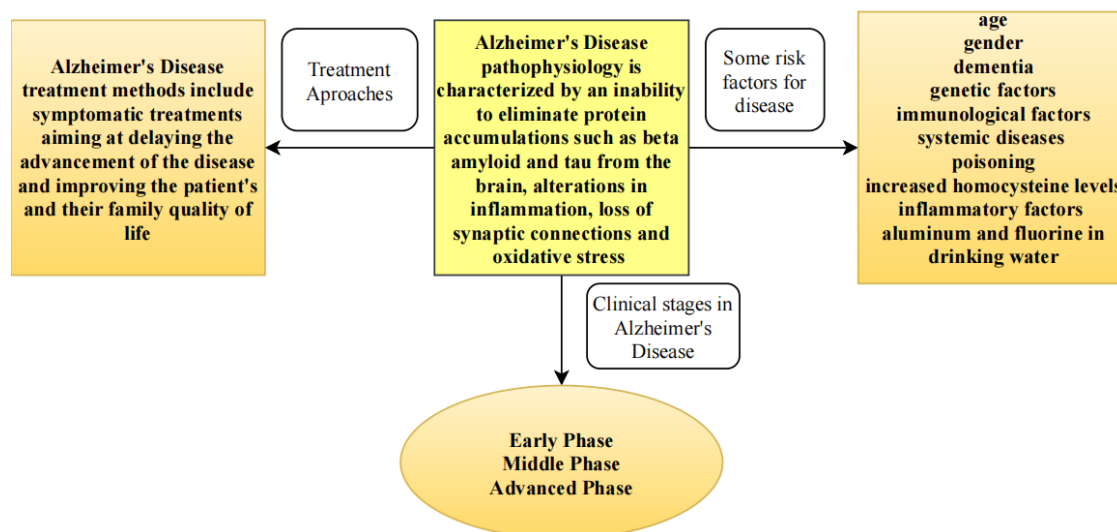 Alzheimer's Disease
treatment methods include
symptomatic treatments
aiming at delaying the
advancement of the disease
and improving the patient's
and their family quality of
life
Treatment
Aproaches
Alzheimer's Disease
pathophysiology is
characterized by an inability
to eliminate protein
accumulations such as beta
amyloid and tau from the
brain, alterations in
inflammation, loss of
synaptic connections and
oxidative stress
Some risk
factors for
disease
age
gender
dementia
genetic factors
immunological factors
systemic diseases
poisoning
increased homocysteine levels
inflammatory factors
aluminum and fluorine in
drinking water
Clinical stages in
Alzheimer's
Disease
Early Phase
Middle Phase
Advanced Phase